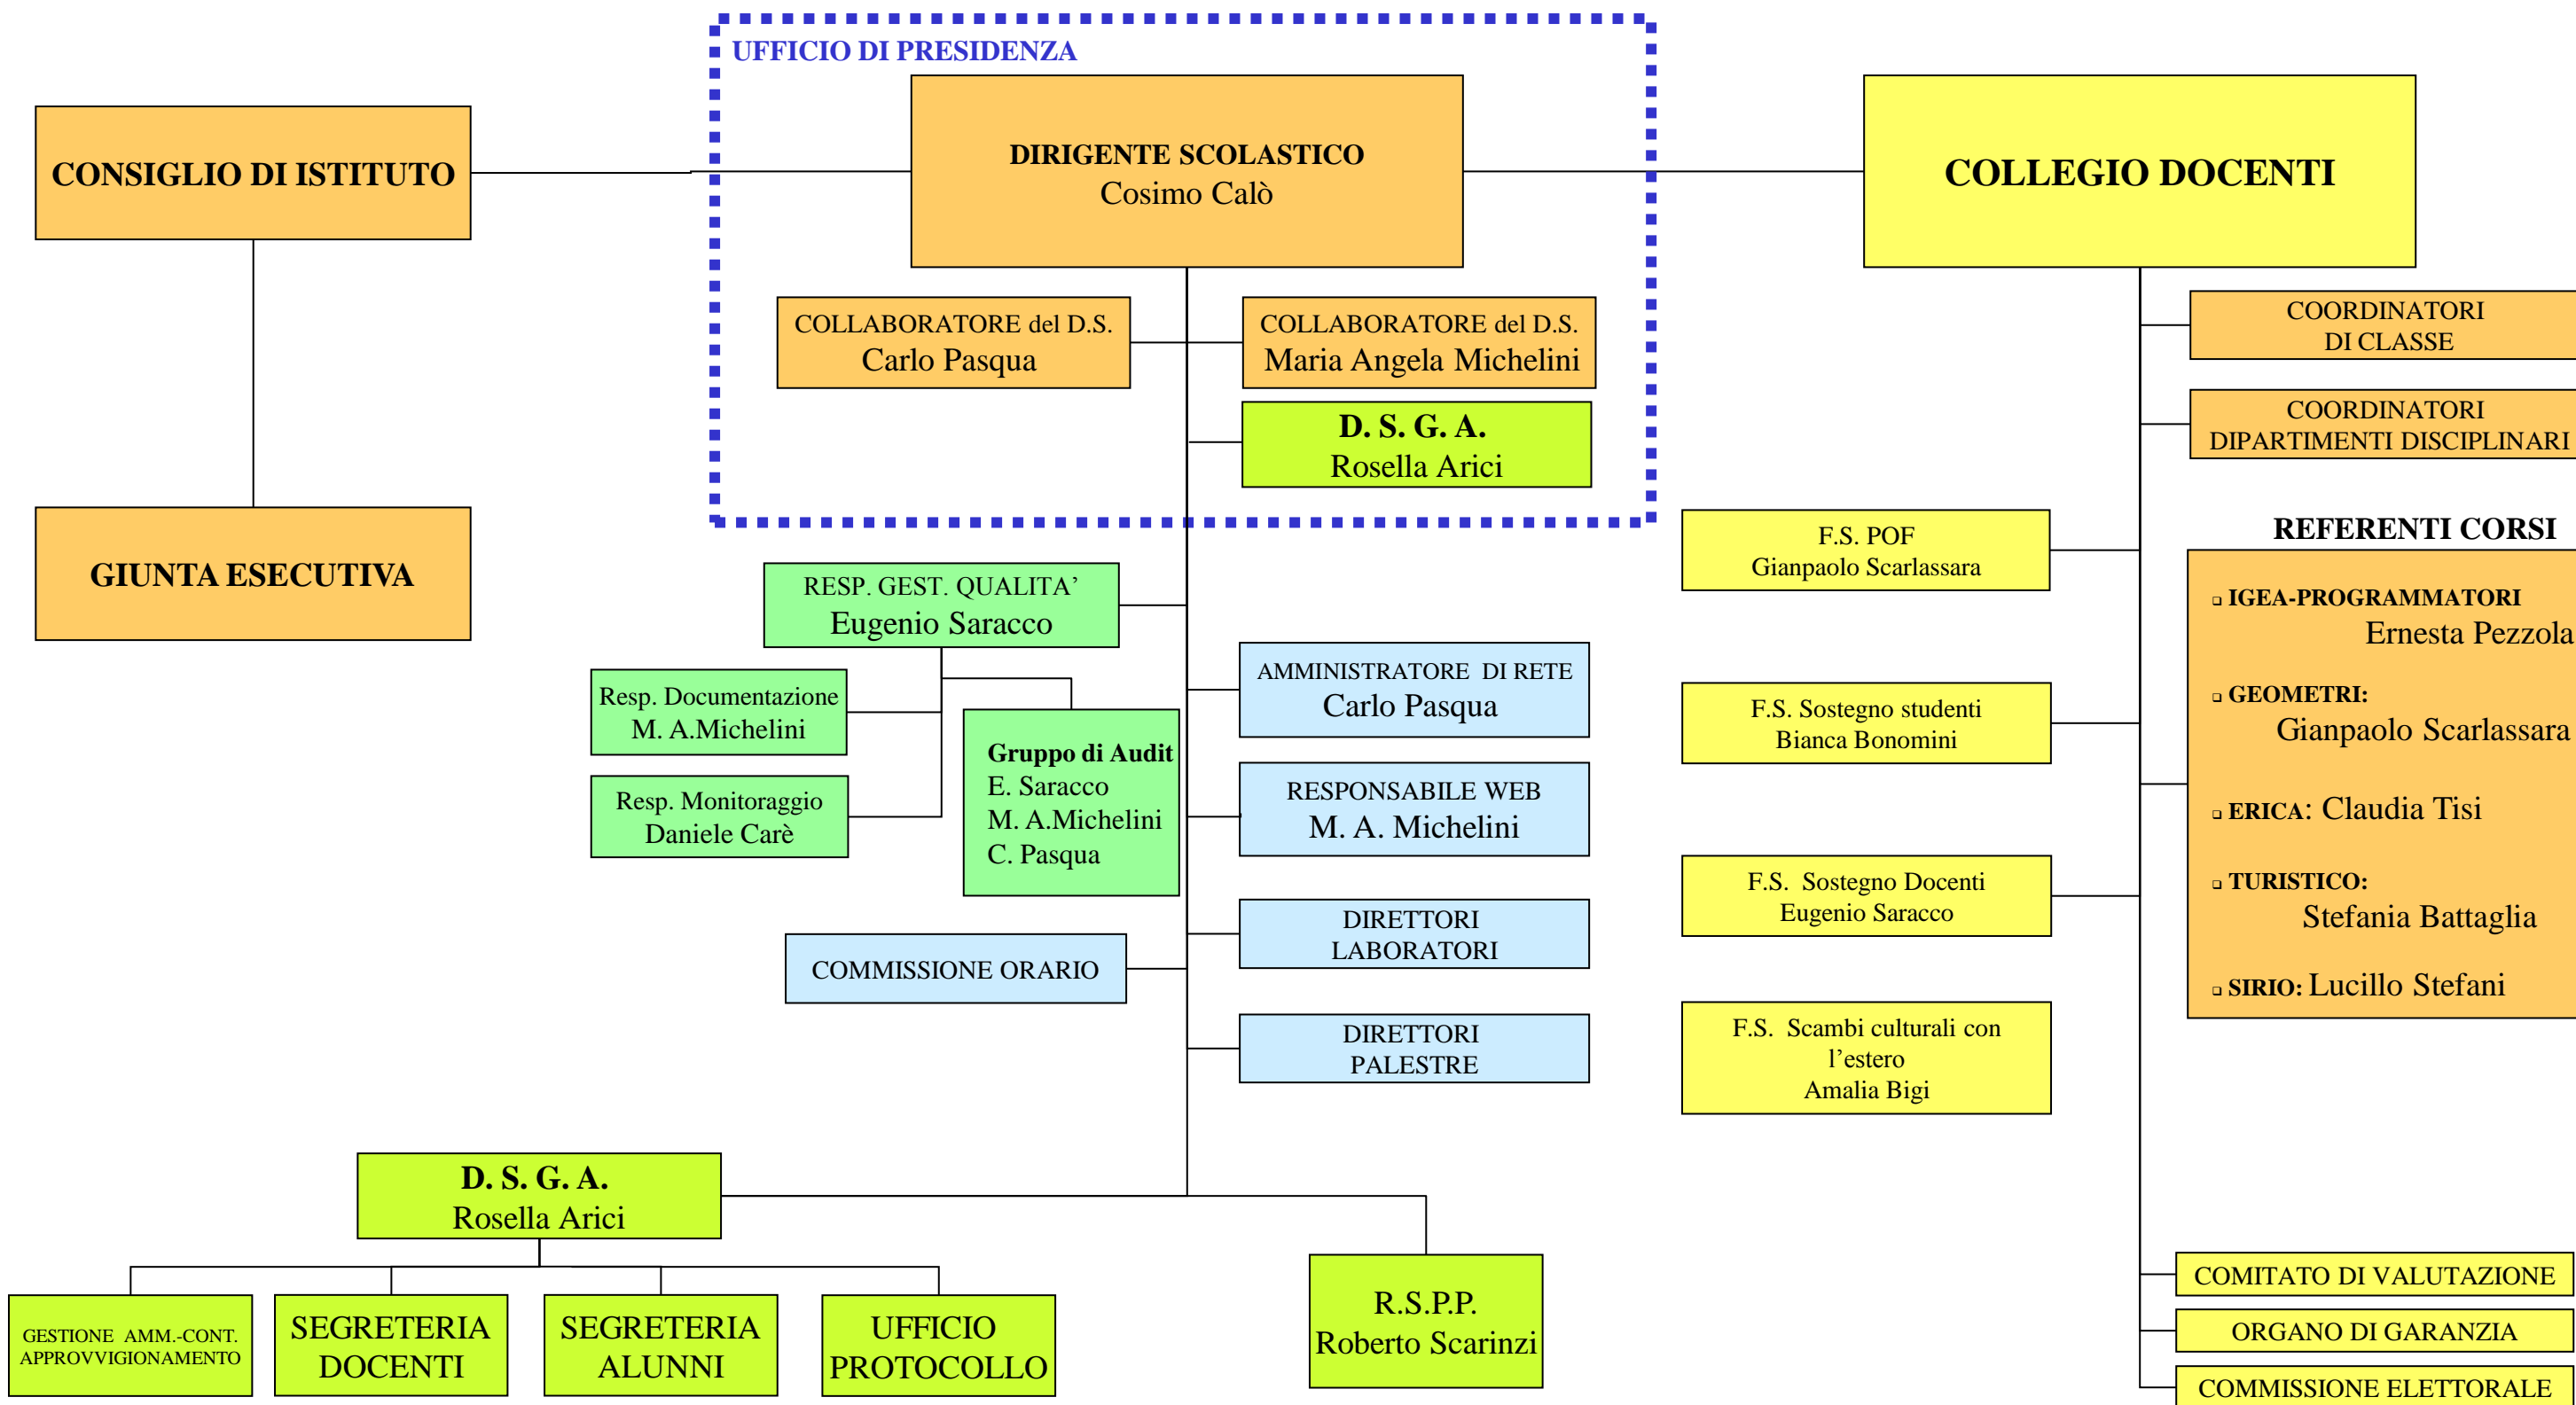 UFFICIO DI PRESIDENZA
CONSIGLIO DI ISTITUTO
DIRIGENTE SCOLASTICO
Cosimo Calò
COLLEGIO DOCENTI
COLLABORATORE del D.S.
Carlo Pasqua
COLLABORATORE del D.S.
Maria Angela Michelini
D. S. G. A.
Rosella Arici
COORDINATORI
DI CLASSE
COORDINATORI
DIPARTIMENTI DISCIPLINARI
GIUNTA ESECUTIVA
RESP. GEST. QUALITA’
Eugenio Saracco
Resp. Documentazione
M. A.Michelini
Resp. Monitoraggio
Daniele Carè
Gruppo di Audit
E. Saracco
M. A.Michelini
C. Pasqua
COMMISSIONE ORARIO
AMMINISTRATORE DI RETE
Carlo Pasqua
RESPONSABILE WEB
M. A. Michelini
DIRETTORI
LABORATORI
DIRETTORI
PALESTRE
F.S. POF
Gianpaolo Scarlassara
F.S. Sostegno studenti
Bianca Bonomini
F.S. Sostegno Docenti
Eugenio Saracco
F.S. Scambi culturali con
l’estero
Amalia Bigi
REFERENTI CORSI
IGEA-PROGRAMMATORI
Ernesta Pezzola
GEOMETRI:
Gianpaolo Scarlassara
ERICA: Claudia Tisi
TURISTICO:
Stefania Battaglia
SIRIO: Lucillo Stefani
D. S. G. A.
Rosella Arici
GESTIONE AMM.-CONT.
APPROVVIGIONAMENTO
SEGRETERIA
DOCENTI
SEGRETERIA
ALUNNI
UFFICIO
PROTOCOLLO
R.S.P.P.
Roberto Scarinzi
COMITATO DI VALUTAZIONE
ORGANO DI GARANZIA
COMMISSIONE ELETTORALE